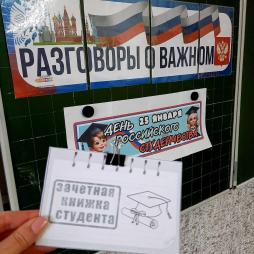 РАЗГОВОРЫ О ВАЖНОМ
25 ЯНВАРЯ
ДЕНЬ
РОССИЙСКОГО
СТУДЕНЧЕСТВА
зачетная
книжка
студента